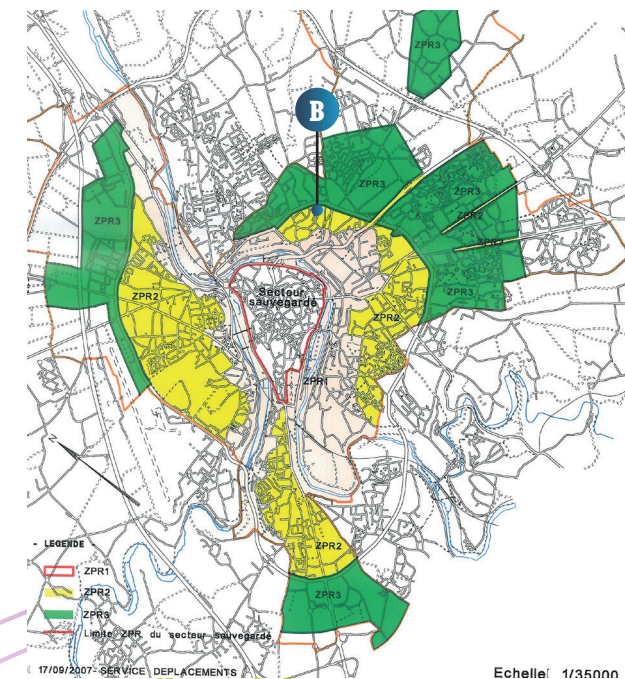 ZPR3
B
ZPR3
ZPR3
ZPR2
ZPR3
ZPR2
Secteur
sauvegardé
ZPR2
ZPR3
ZPR1
N
ZPR2
ZPR3
- LEGENDE -
ZPR1
ZPR2
ZPR3
Limite ZPR du secteur sauvegardé
17/09/2007- SERVICE DEPLACEMENTS
Echelle: 1/35000